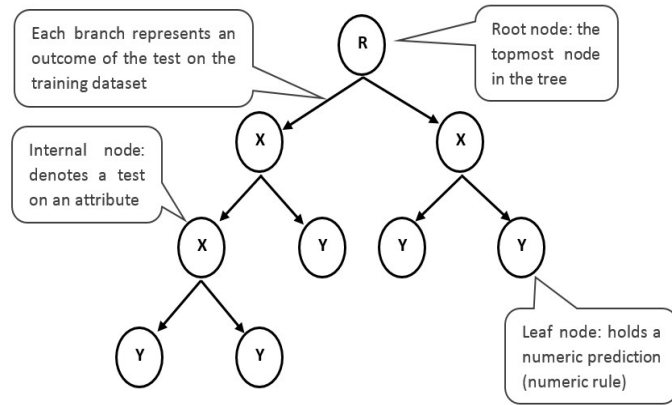 Each branch represents an
outcome of the test on the
training dataset
R
Root node: the
topmost node
in the tree
X
X
Internal node:
denotes a test
on an attribute
X
Y
Y
Y
Leaf node: holds a
numeric prediction
(numeric rule)
Y
Y